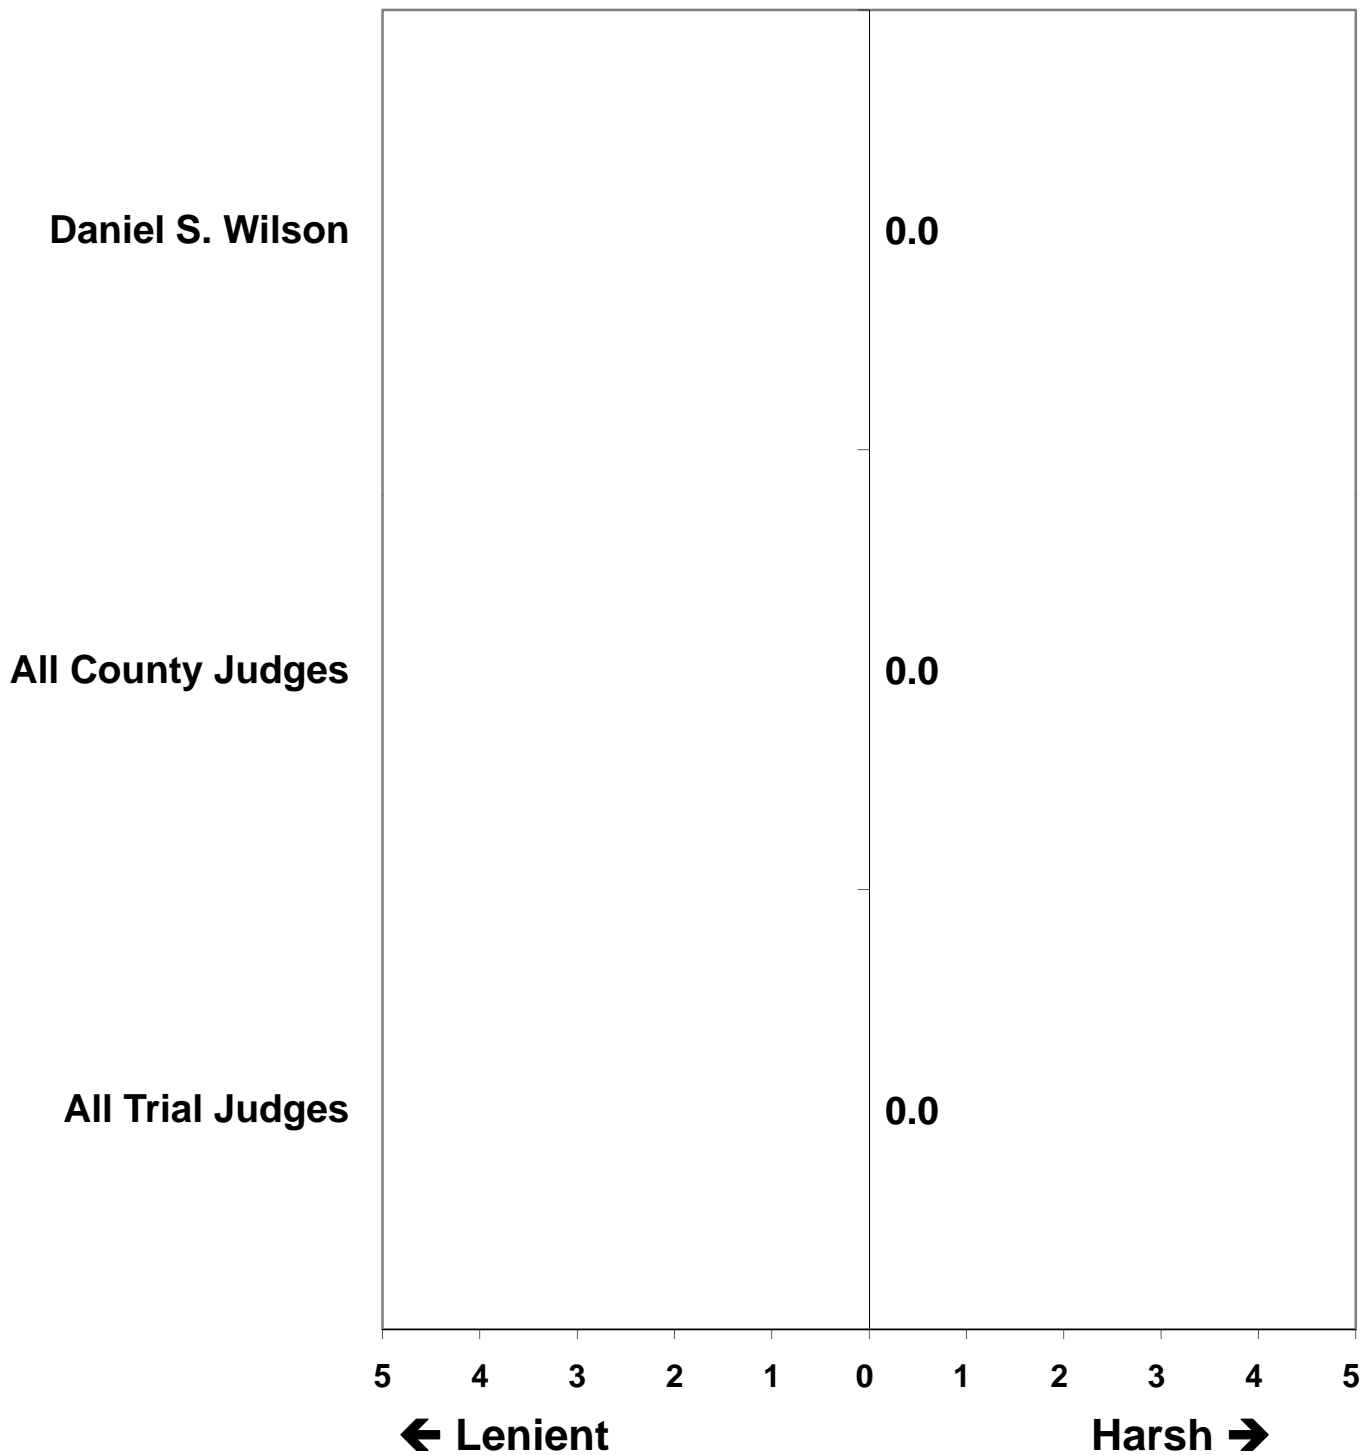 Daniel S. Wilson 0.0
All County Judges 0.0
All Trial Judges 0.0
5 4 3 2 1 0 1 2 3 4 5
← Lenient Harsh →